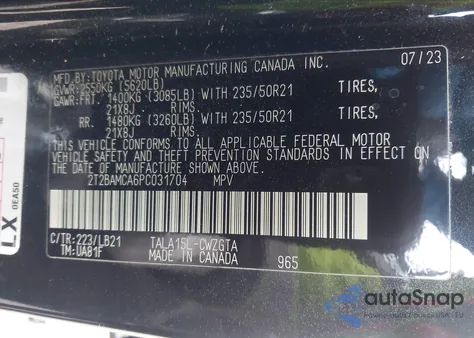 MFD.BY:TOYOTA MOTOR MANUFACTURING CANADA INC. 07/23
GVWR:2550KG (5620LB)
GAWR:FRT. 1400KG (3085LB) WITH 235/50R21 TIRES,
21X8J RIMS.
RR. 1480KG (3260LB) WITH 235/50R21 TIRES,
21X8J RIMS.
THIS VEHICLE CONFORMS TO ALL APPLICABLE FEDERAL MOTOR
VEHICLE SAFETY AND THEFT PREVENTION STANDARDS IN EFFECT ON
THE DATE OF MANUFACTURE SHOWN ABOVE.
2T2BAMCA6PC031704 MPV
C/TR:223/LB21 TALA15L-CWZGTA
TM:UA81F MADE IN CANADA 965
LX
0EA50
autoSnap